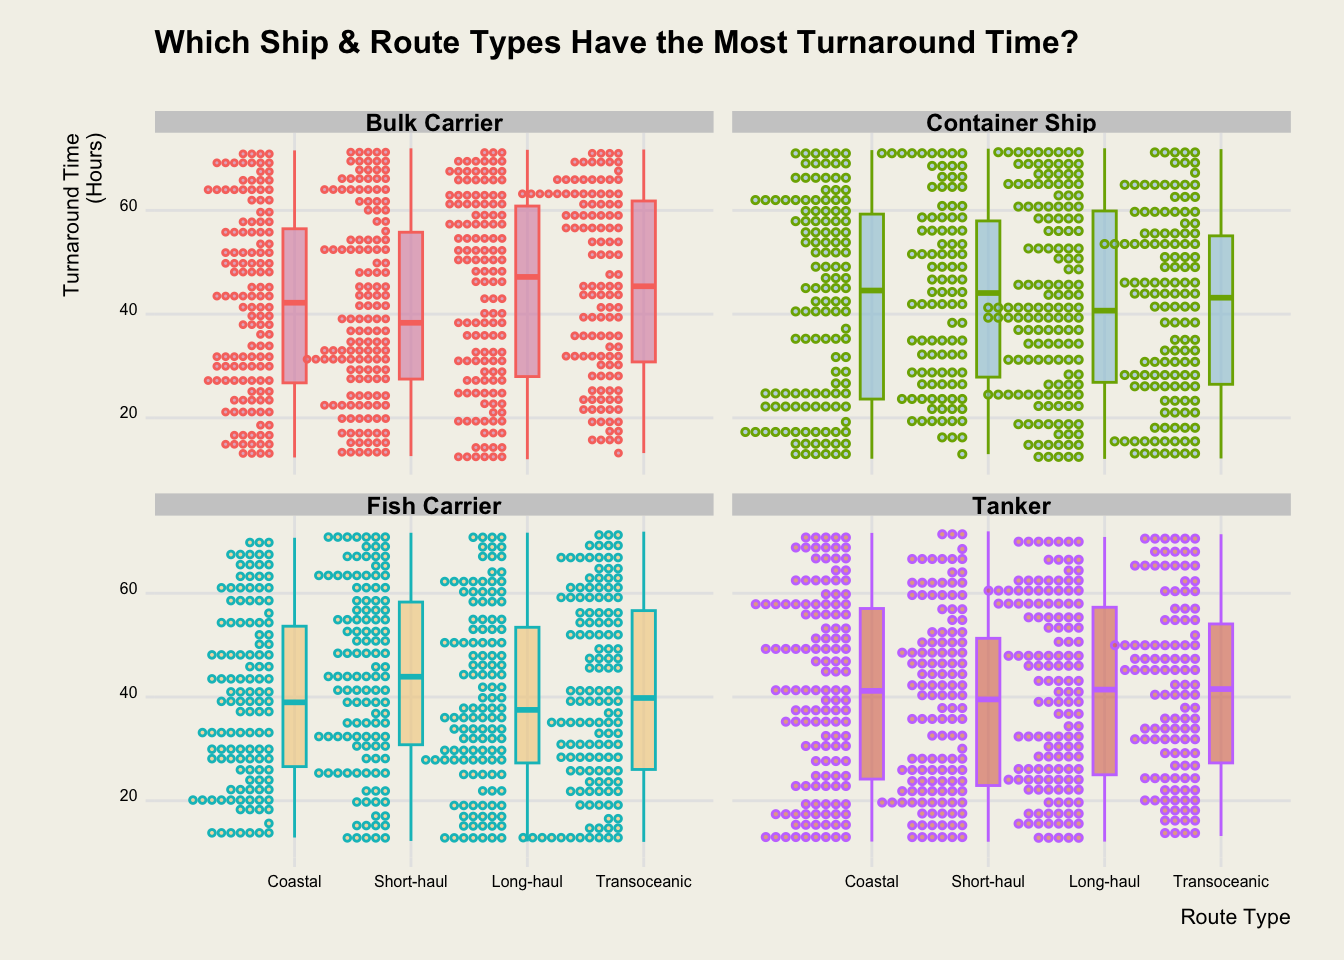 Which Ship & Route Types Have the Most Turnaround Time?
Turnaround Time
(Hours)
Bulk Carrier
Container Ship
60
40
20
Fish Carrier
Tanker
60
40
20
Coastal
Short-haul
Long-haul
Transoceanic
Coastal
Short-haul
Long-haul
Transoceanic
Route Type